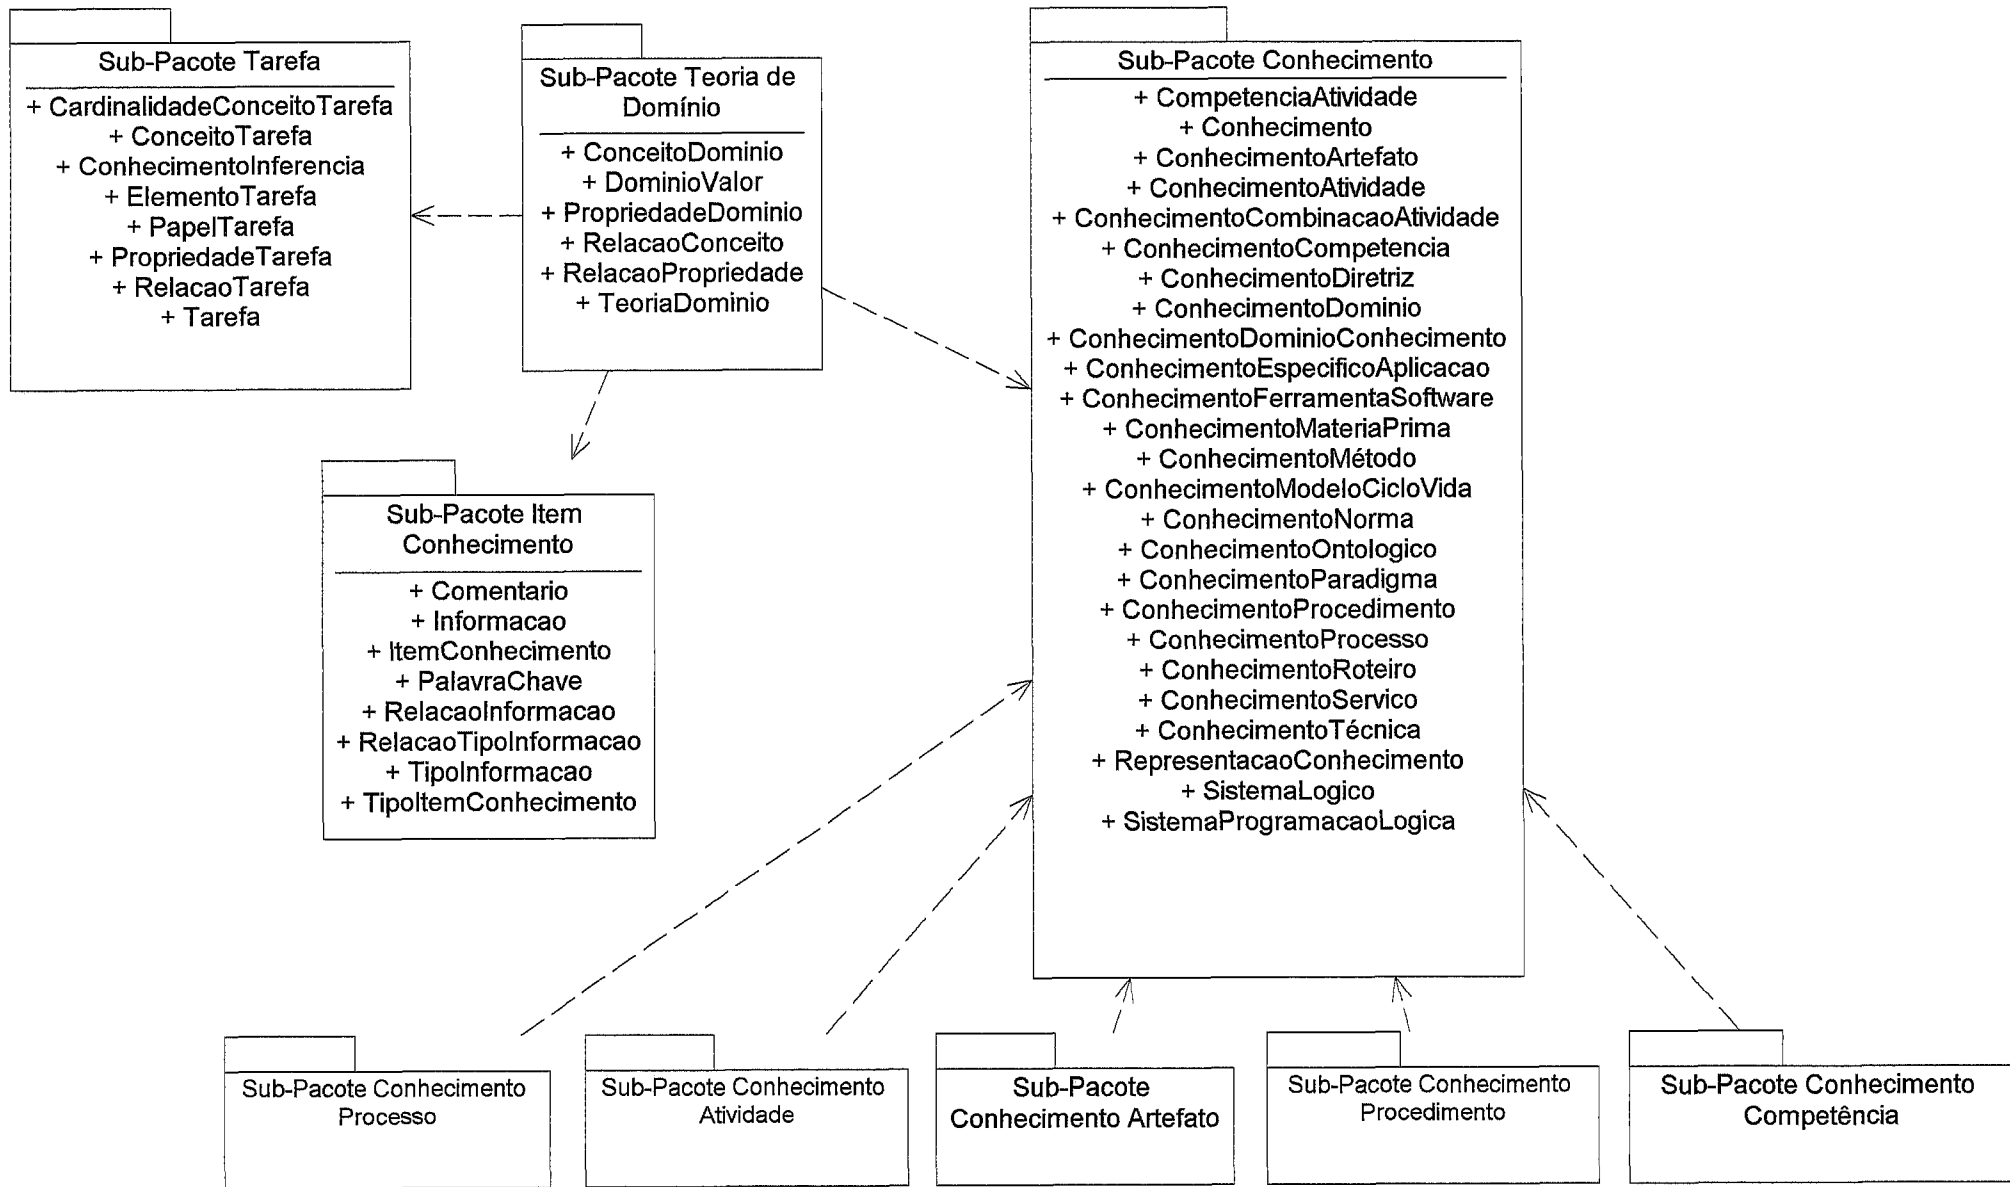 Sub-Pacote Tarefa
+ CardinalidadeConceitoTarefa
+ ConceitoTarefa
+ ConhecimentoInferencia
+ ElementoTarefa
+ PapelTarefa
+ PropriedadeTarefa
+ RelacaoTarefa
+ Tarefa
Sub-Pacote Teoria de
Domínio
+ ConceitoDominio
+ DominioValor
+ PropriedadeDominio
+ RelacaoConceito
+ RelacaoPropriedade
+ TeoriaDominio
Sub-Pacote Conhecimento
+ CompetenciaAtividade
+ Conhecimento
+ ConhecimentoArtefato
+ ConhecimentoAtividade
+ ConhecimentoCombinacaoAtividade
+ ConhecimentoCompetencia
+ ConhecimentoDiretriz
+ ConhecimentoDominio
+ ConhecimentoDominioConhecimento
+ ConhecimentoEspecificoAplicacao
+ ConhecimentoFerramentaSoftware
+ ConhecimentoMateriaPrima
+ ConhecimentoMétodo
+ ConhecimentoModeloCicloVida
+ ConhecimentoNorma
+ ConhecimentoOntologico
+ ConhecimentoParadigma
+ ConhecimentoProcedimento
+ ConhecimentoProcesso
+ ConhecimentoRoteiro
+ ConhecimentoServico
+ ConhecimentoTécnica
+ RepresentacaoConhecimento
+ SistemaLogico
+ SistemaProgramacaoLogica
Sub-Pacote Item
Conhecimento
+ Comentario
+ Informacao
+ ItemConhecimento
+ PalavraChave
+ RelacaoInformacao
+ RelacaoTipoInformacao
+ TipoInformacao
+ TipoItemConhecimento
Sub-Pacote Conhecimento
Processo
Sub-Pacote Conhecimento
Atividade
Sub-Pacote
Conhecimento Artefato
Sub-Pacote Conhecimento
Procedimento
Sub-Pacote Conhecimento
Competência